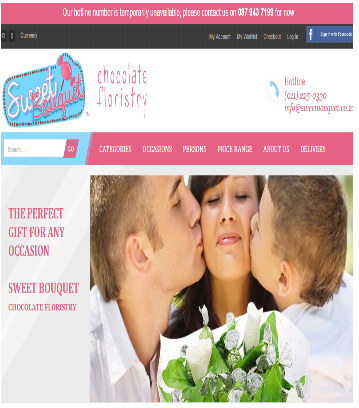 Our hotline number is temporarily unavailable, please contact us on 087 943 7199 for now
R $ Currency
My Account My Wishlist Checkout Log In Sign in with Facebook
Sweet Bouquet
chocolate
floristry
Hotline
(021) 225-0330
info@sweetbouquet.co.za
Search ... GO CATEGORIES OCCASIONS PERSONS PRICE RANGE ABOUT US DELIVERY
THE PERFECT
GIFT FOR ANY
OCCASION
SWEET BOUQUET
CHOCOLATE FLORISTRY